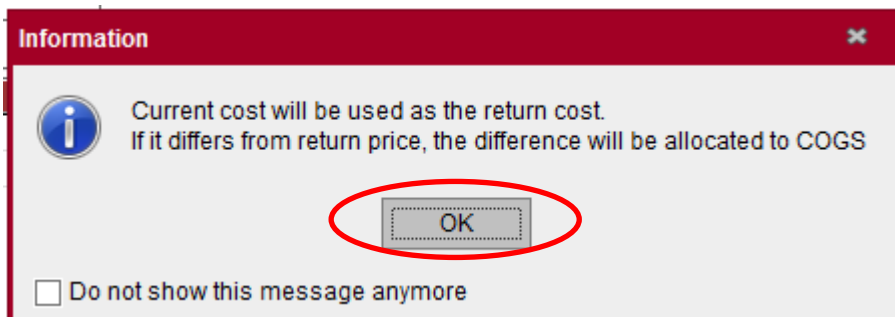 Information
Current cost will be used as the return cost.
If it differs from return price, the difference will be allocated to COGS
OK
Do not show this message anymore